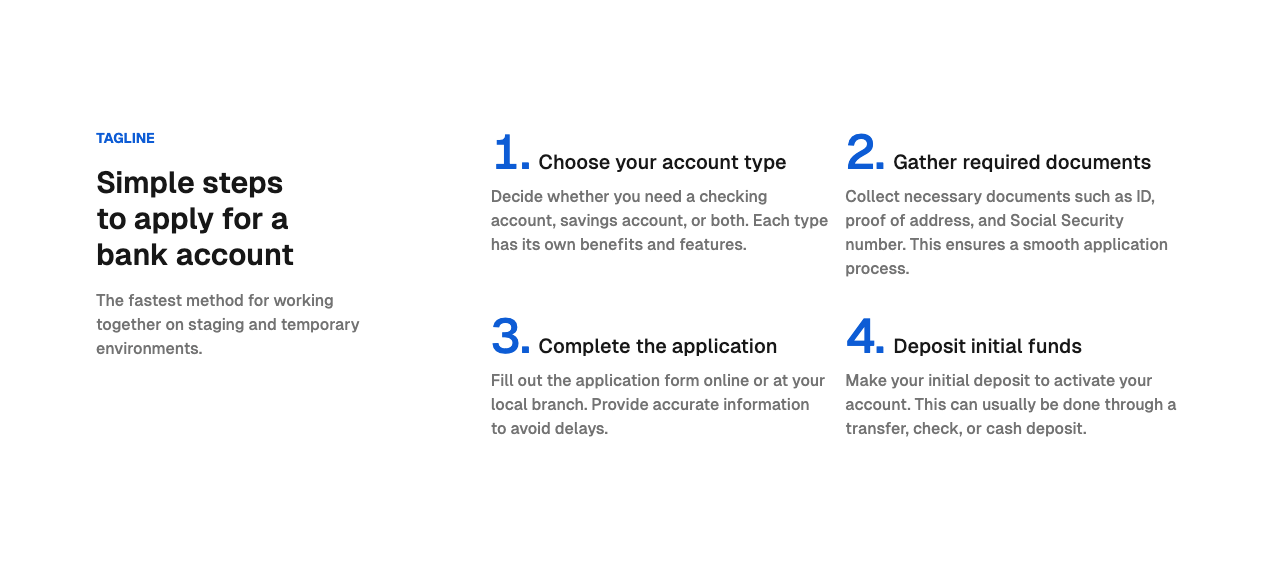 TAGLINE
Simple steps
to apply for a
bank account
The fastest method for working
together on staging and temporary
environments.
1. Choose your account type
Decide whether you need a checking
account, savings account, or both. Each type
has its own benefits and features.
2. Gather required documents
Collect necessary documents such as ID,
proof of address, and Social Security
number. This ensures a smooth application
process.
3. Complete the application
Fill out the application form online or at your
local branch. Provide accurate information
to avoid delays.
4. Deposit initial funds
Make your initial deposit to activate your
account. This can usually be done through a
transfer, check, or cash deposit.